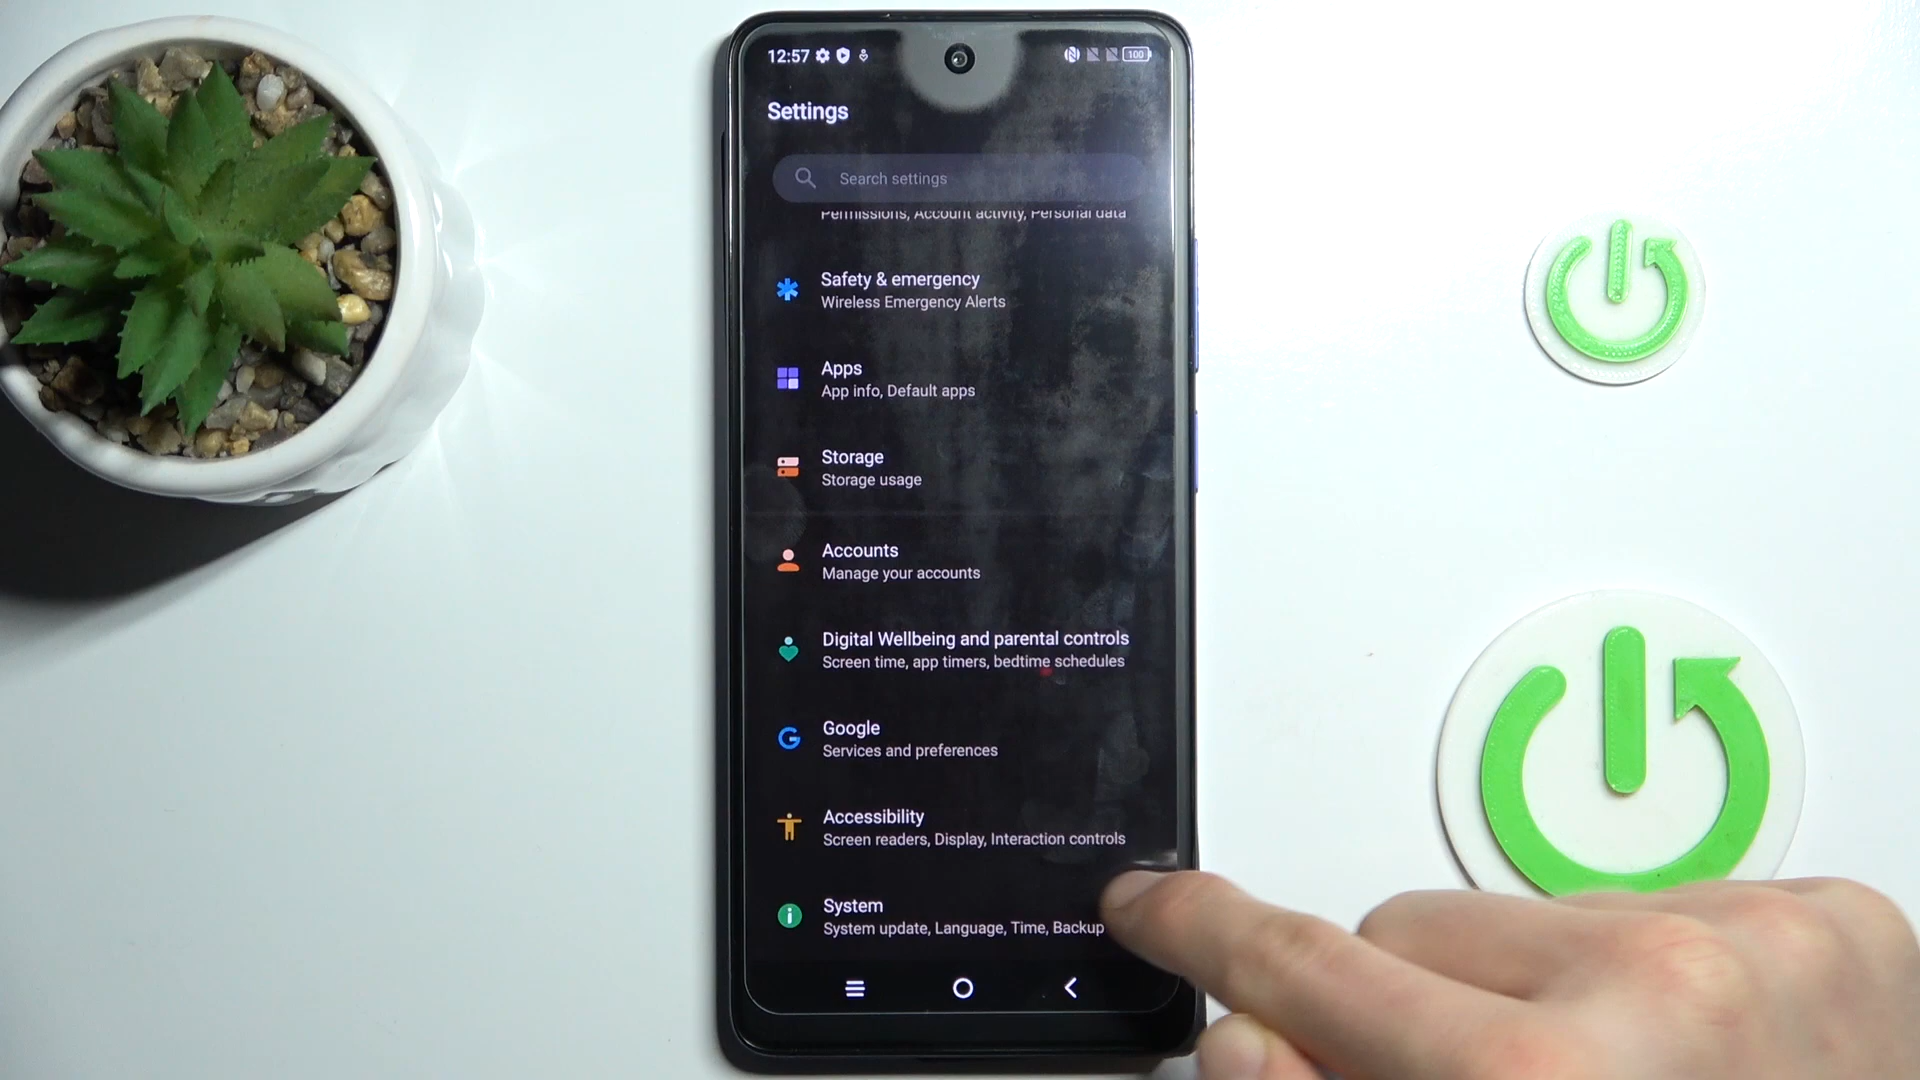 12:57
100
Settings
Search settings
Permissions, Account activity, Personal data
Safety & emergency
Wireless Emergency Alerts
Apps
App info, Default apps
Storage
Storage usage
Accounts
Manage your accounts
Digital Wellbeing and parental controls
Screen time, app timers, bedtime schedules
Google
Services and preferences
Accessibility
Screen readers, Display, Interaction controls
System
System update, Language, Time, Backup